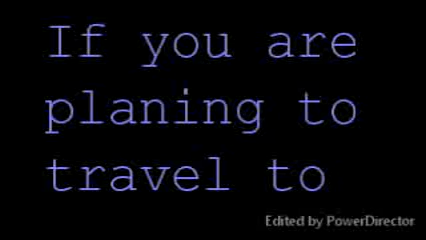 If you are
planing to
travel to
Edited by PowerDirector